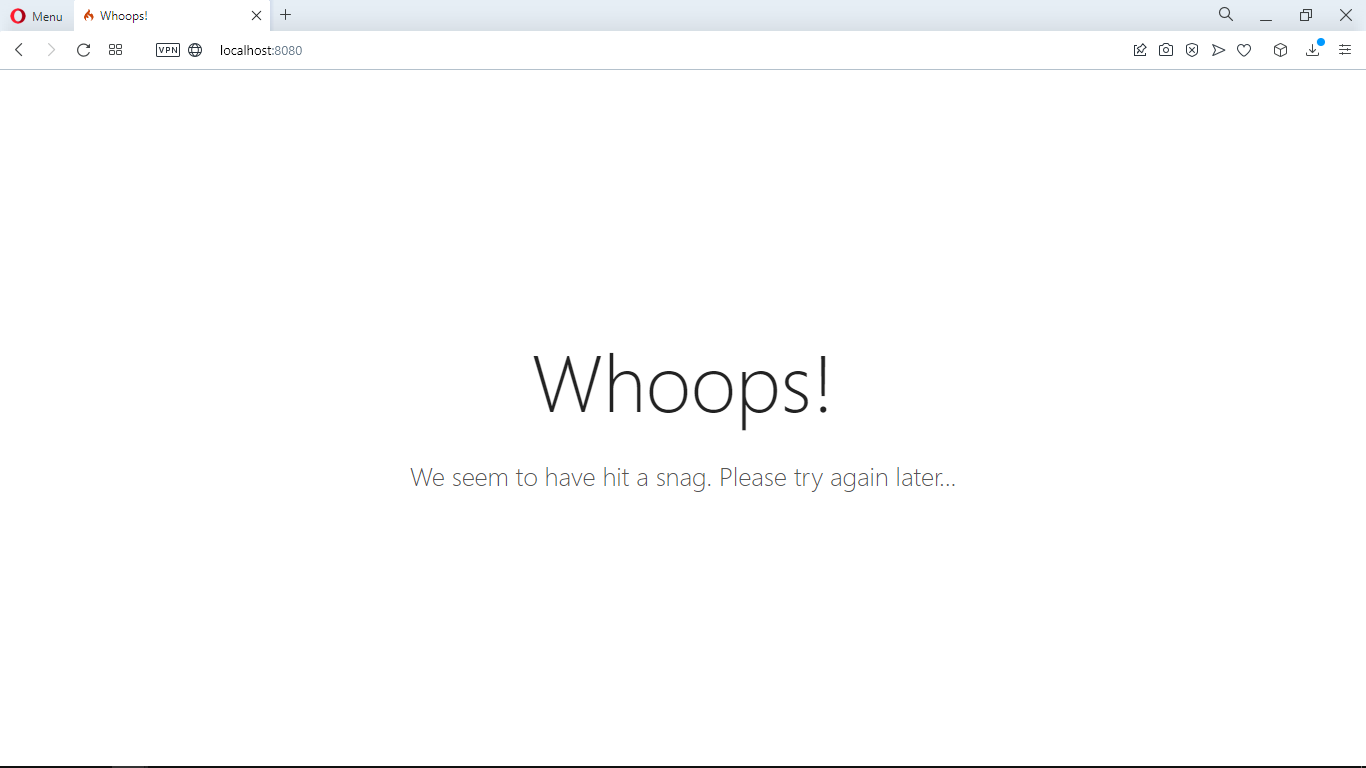 Menu
Whoops!
VPN
localhost:8080
Whoops!
We seem to have hit a snag. Please try again later...